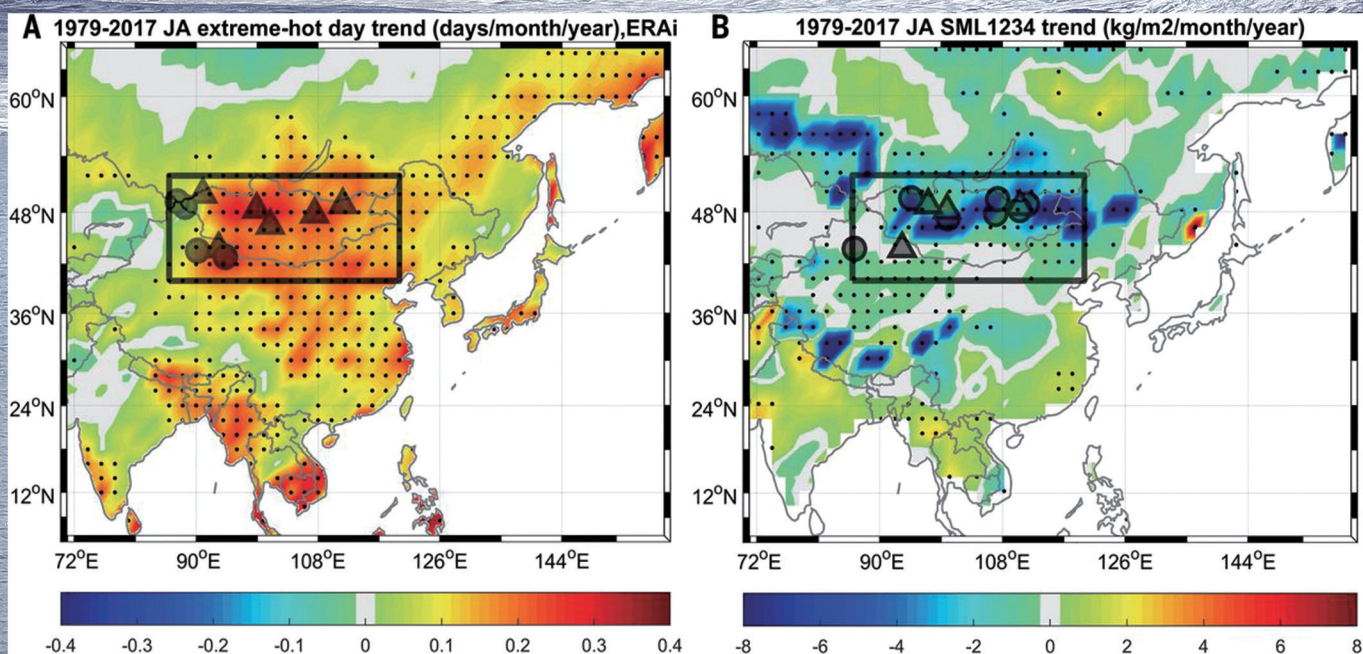 A 1979-2017 JA extreme-hot day trend (days/month/year),ERAi
60°N
48°N
36°N
24°N
12°N
72°E 90°E 108°E 126°E 144°E
-0.4 -0.3 -0.2 -0.1 0 0.1 0.2 0.3 0.4
B 1979-2017 JA SML1234 trend (kg/m2/month/year)
60°N
48°N
36°N
24°N
12°N
72°E 90°E 108°E 126°E 144°E
-8 -6 -4 -2 0 2 4 6 8